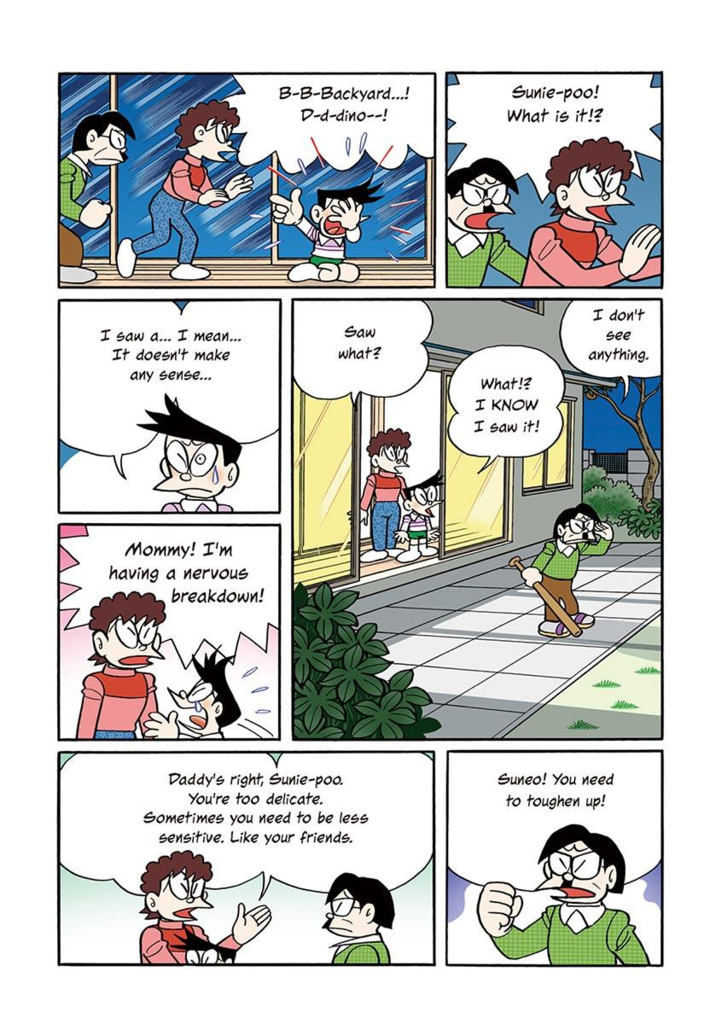 Sunie-poo!
What is it!?
B-B-Backyard...!
D-d-dino--!
I don't
see
anything.
What!?
I KNOW
I saw it!
Saw
what?
I saw a... I mean...
It doesn't make
any sense...
Mommy! I'm
having a nervous
breakdown!
Suneo! You need
to toughen up!
Daddy's right, Sunie-poo.
You're too delicate.
Sometimes you need to be less
sensitive. Like your friends.